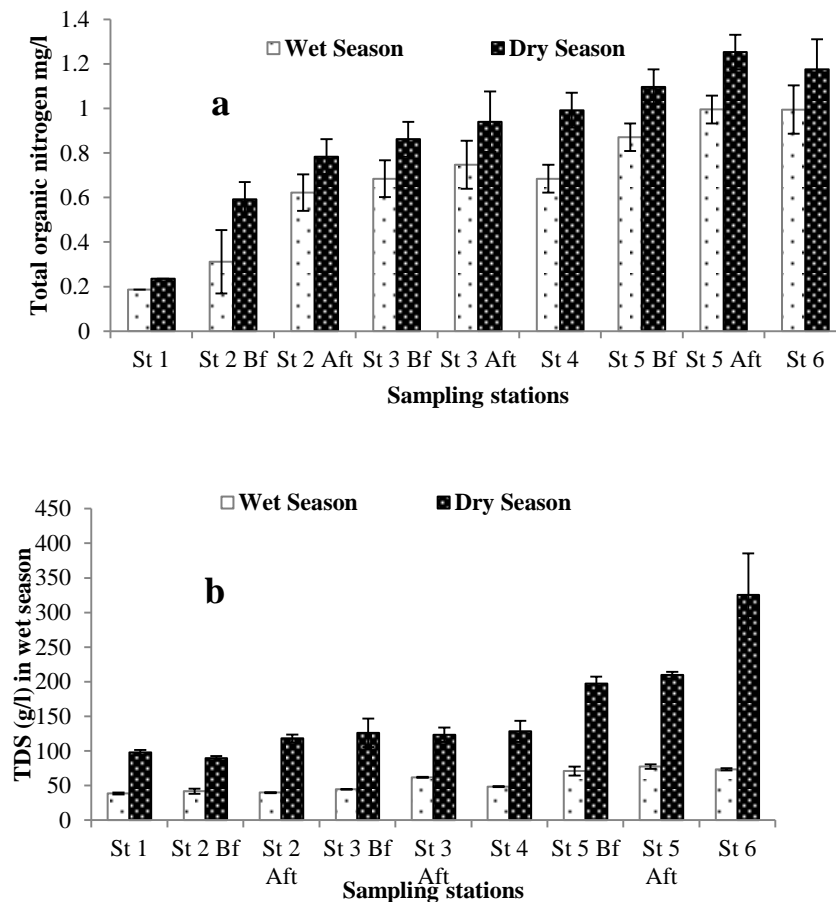 Total organic nitrogen mg/l
1.4
1.2
1
0.8
0.6
0.4
0.2
0
Wet Season Dry Season
a
St 1 St 2 Bf St 2 Aft St 3 Bf St 3 Aft St 4 St 5 Bf St 5 Aft St 6
Sampling stations
TDS (g/l) in wet season
450
400
350
300
250
200
150
100
50
0
Wet Season Dry Season
b
St 1 St 2 Bf St 2 Aft St 3 Bf St 3 Aft St 4 St 5 Bf St 5 Aft St 6
Sampling stations